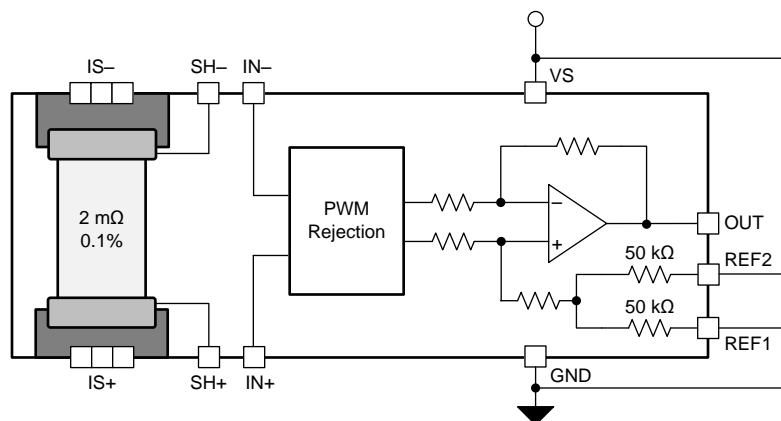 IS–
SH–
IN–
VS
2 mΩ
0.1%
PWM
Rejection
–
+
OUT
50 kΩ
REF2
50 kΩ
REF1
IS+
SH+
IN+
GND